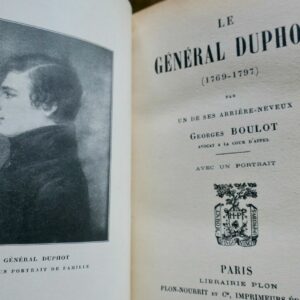 GÉNÉRAL DUPHOT
UN PORTRAIT DE FAMILLE
LE
GÉNÉRAL DUPHOT
(1769-1797)
PAR
UN DE SES ARRIÈRE-NEVEUX
GEORGES BOULOT
AVOCAT A LA COUR D'APPEL
AVEC UN PORTRAIT
PARIS
LIBRAIRIE PLON
PLON-NOURRIT ET Cie, IMPRIMEURS